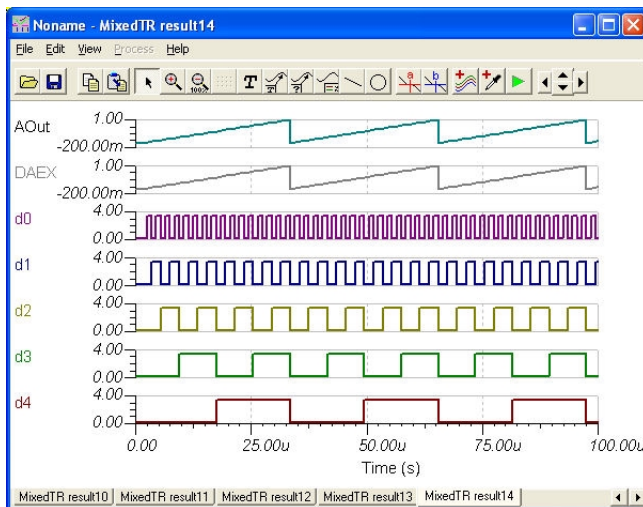 Noname - MixedTR result14
File Edit View Process Help
100%
T
a
b
AOut
1.00
-200.00m
DAEX
1.00
-200.00m
d0
4.00
0.00
d1
4.00
0.00
d2
4.00
0.00
d3
4.00
0.00
d4
4.00
0.00
0.00 25.00u 50.00u 75.00u 100.00u
Time (s)
MixedTR result10 MixedTR result11 MixedTR result12 MixedTR result13 MixedTR result14